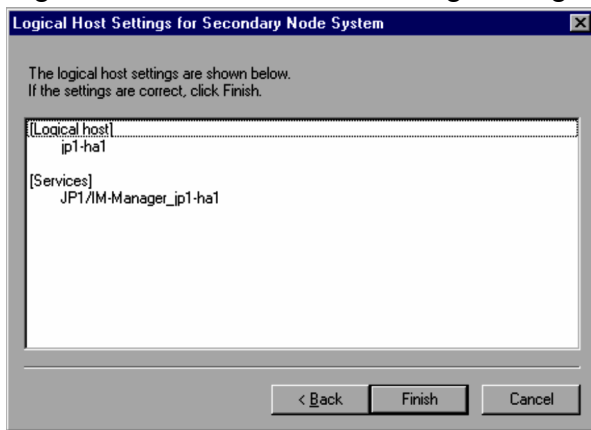 Logical Host Settings for Secondary Node System
The logical host settings are shown below.
If the settings are correct, click Finish.
[Logical host]
jp1-ha1
[Services]
JP1/IM-Manager_jp1-ha1
< Back
Finish
Cancel